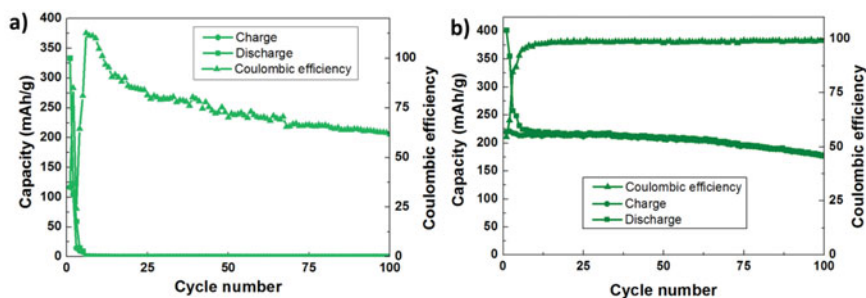 a)
Capacity (mAh/g)
400
350
300
250
200
150
100
50
0
Charge
Discharge
Coulombic efficiency
100
75
50
25
0
Coulombic efficiency
0 25 50 75 100
Cycle number
b)
Capacity (mAh/g)
400
350
300
250
200
150
100
50
0
Coulombic efficiency
Charge
Discharge
100
75
50
25
0
Coulombic efficiency
0 25 50 75 100
Cycle number